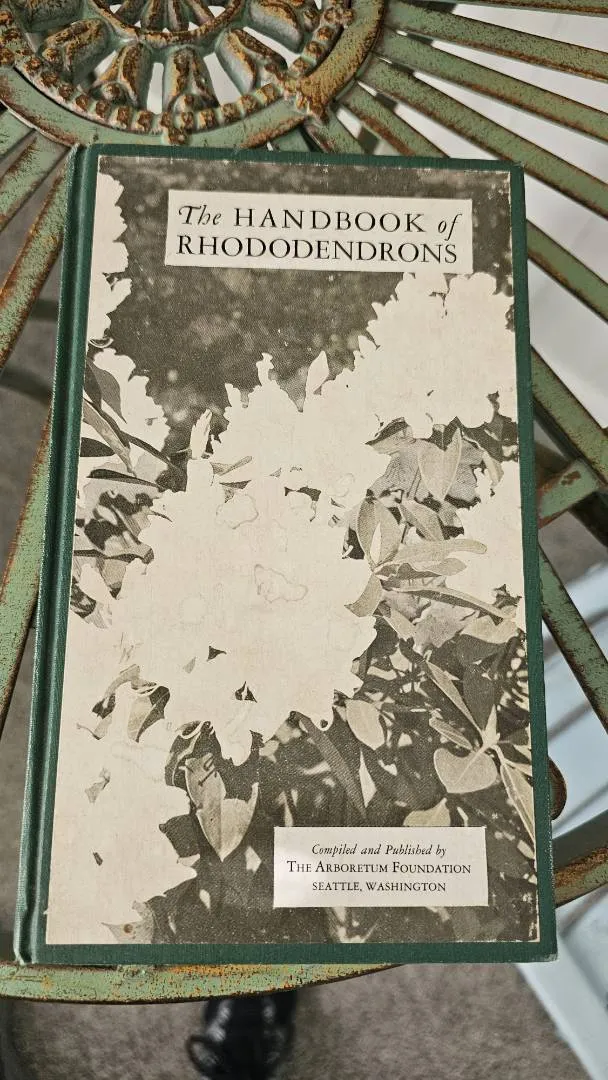 The HANDBOOK of
RHODODENDRONS
Compiled and Published by
THE ARBORETUM FOUNDATION
SEATTLE, WASHINGTON